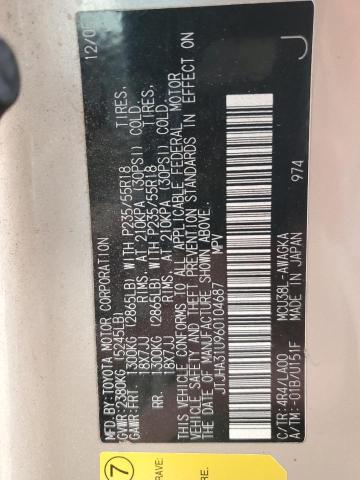 MFD. BY: TOYOTA MOTOR CORPORATION 12/0
GVWR: 2380KG (5245LB)
GAWR: FRT. 1300KG (2865LB) WITH P235/55R18 TIRES.
18X7JJ RIMS. AT 210KPA (30PSI) COLD.
RR. 1300KG (2865LB) WITH P235/55R18 TIRES.
18X7JJ RIMS. AT 210KPA (30PSI) COLD.
THIS VEHICLE CONFORMS TO ALL APPLICABLE FEDERAL MOTOR
VEHICLE SAFETY AND THEFT PREVENTION STANDARDS IN EFFECT ON
THE DATE OF MANUFACTURE SHOWN ABOVE.
MPV
974
C/TR: 4R4/LA00 MCU38L-AWAGKA
A/TM: -01B/U151F MADE IN JAPAN
J
7